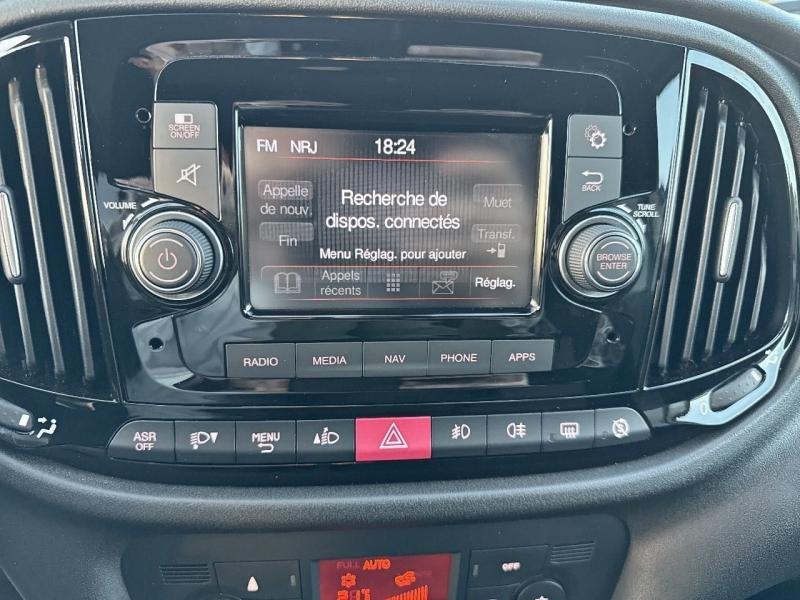 SCREEN
ON/OFF
FM NRJ 18:24
BACK
Appelle
de nouv.
Recherche de
dispos. connectés
Muet
VOLUME
TUNE
SCROLL
Fin
Transf.
Menu Réglag. pour ajouter
BROWSE
ENTER
Appels
récents
Réglag.
RADIO MEDIA NAV PHONE APPS
ASR
OFF
MENU
FULL AUTO
OFF